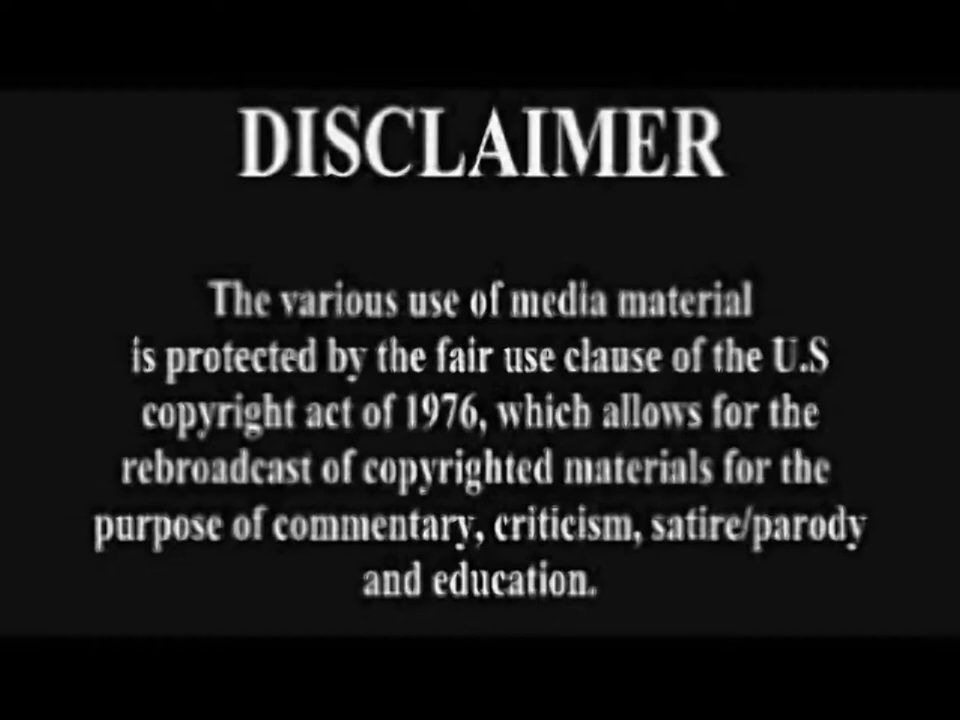 DISCLAIMER
The various use of media material
is protected by the fair use clause of the U.S
copyright act of 1976, which allows for the
rebroadcast of copyrighted materials for the
purpose of commentary, criticism, satire/parody
and education.